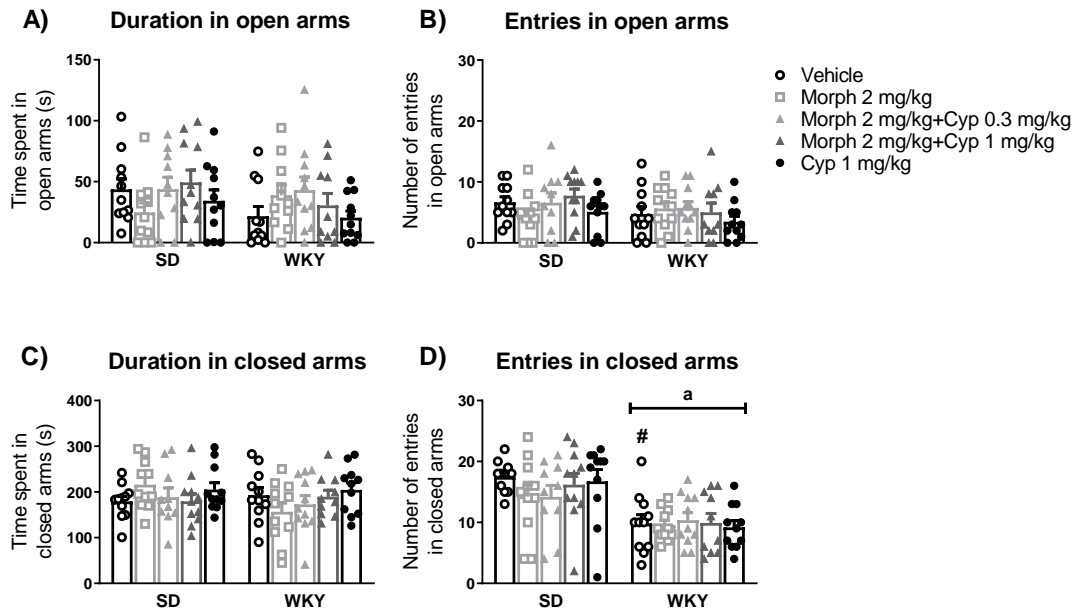 A) Duration in open arms
Time spent in
open arms (s)
150
100
50
0
SD WKY
B) Entries in open arms
Number of entries
in open arms
30
20
10
0
SD WKY
Vehicle
Morph 2 mg/kg
Morph 2 mg/kg+Cyp 0.3 mg/kg
Morph 2 mg/kg+Cyp 1 mg/kg
Cyp 1 mg/kg
C) Duration in closed arms
Time spent in
closed arms (s)
400
300
200
100
0
SD WKY
D) Entries in closed arms
Number of entries
in closed arms
30
20
10
0
a
#
SD WKY